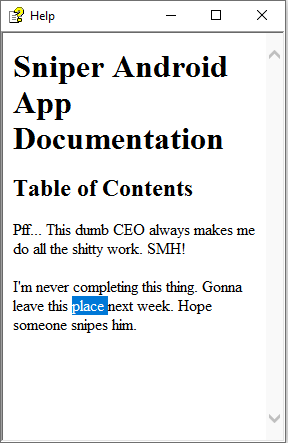 Help
Sniper Android
App
Documentation
Table of Contents
Pff... This dumb CEO always makes me
do all the shitty work. SMH!
I'm never completing this thing. Gonna
leave this place next week. Hope
someone snipes him.